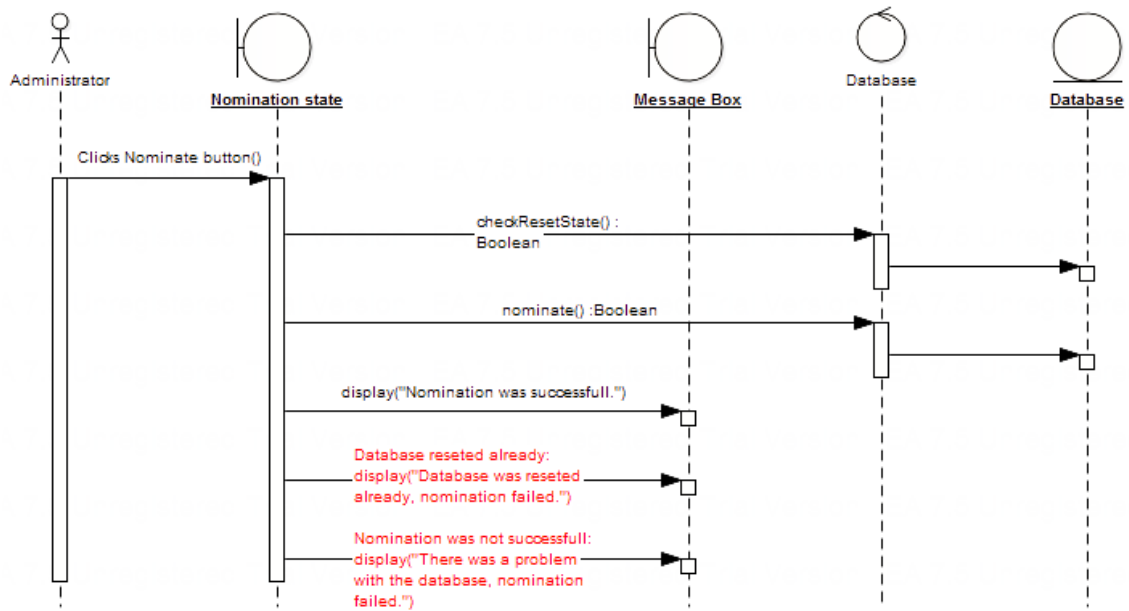 Administrator
Nomination state
Message Box
Database
Database
Clicks Nominate button()
checkResetState() :
Boolean
nominate() :Boolean
display("Nomination was successfull.")
Database reseted already:
display("Database was reseted
already, nomination failed.")
Nomination was not successfull:
display("There was a problem
with the database, nomination
failed.")